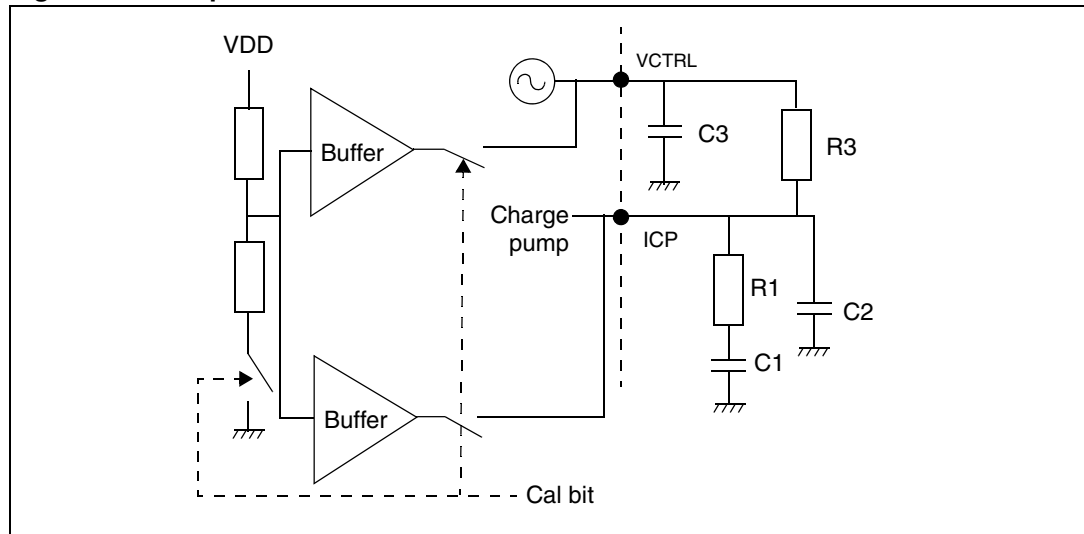 VDD
VCTRL
Buffer
C3
R3
Charge
pump
ICP
R1
C2
C1
Buffer
Cal bit